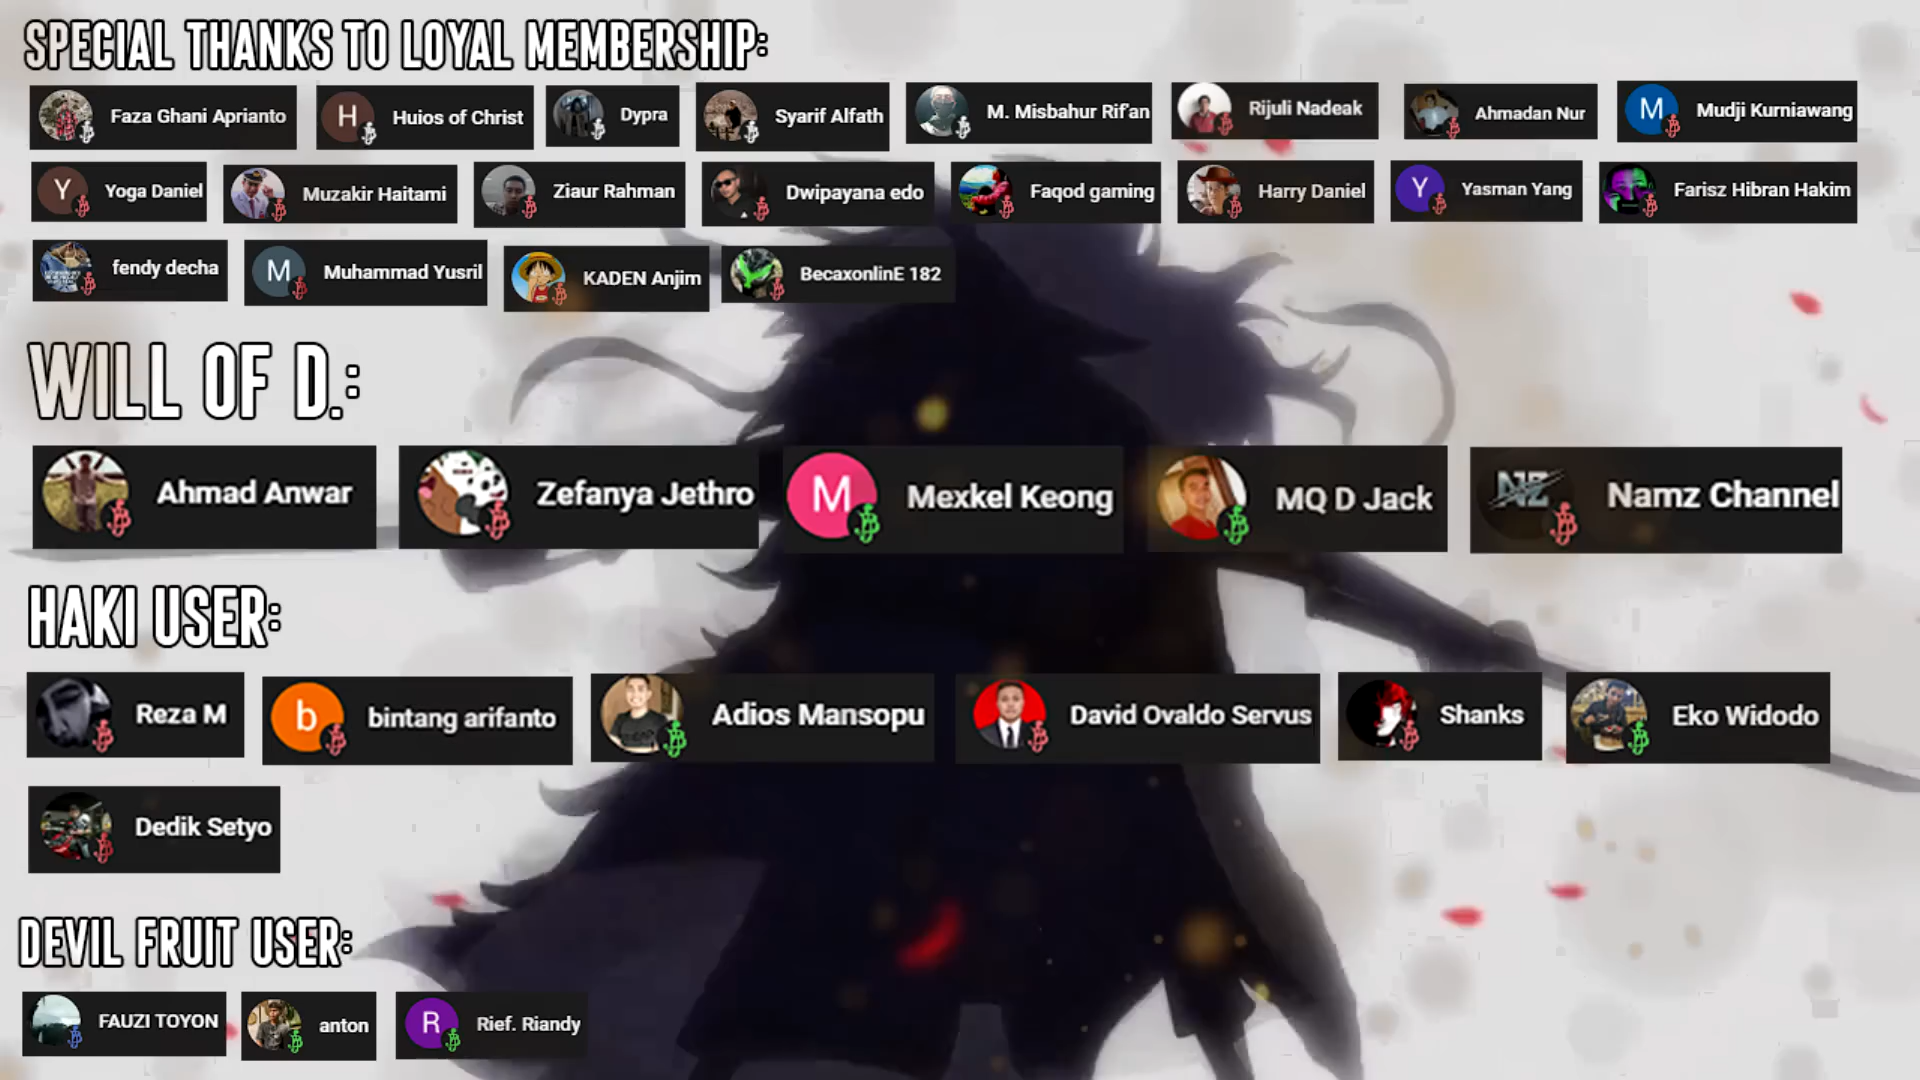 SPECIAL THANKS TO LOYAL MEMBERSHIP:
Faza Ghani Aprianto H Huios of Christ Dypra Syarif Alfath M. Misbahur Rif'an Rijuli Nadeak Ahmadan Nur M Mudji Kurniawang
Y Yoga Daniel Muzakir Haitami Ziaur Rahman Dwipayana edo Faqod gaming Harry Daniel Y Yasman Yang Farisz Hibran Hakim
fendy decha M Muhammad Yusril KADEN Anjim BecaxonlinE 182
WILL OF D.:
Ahmad Anwar Zefanya Jethro M Mexkel Keong MQ D Jack NZ Namz Channel
HAKI USER:
Reza M b bintang arifanto Adios Mansopu David Ovaldo Servus Shanks Eko Widodo
Dedik Setyo
DEVIL FRUIT USER:
FAUZI TOYON anton R Rief. Riandy